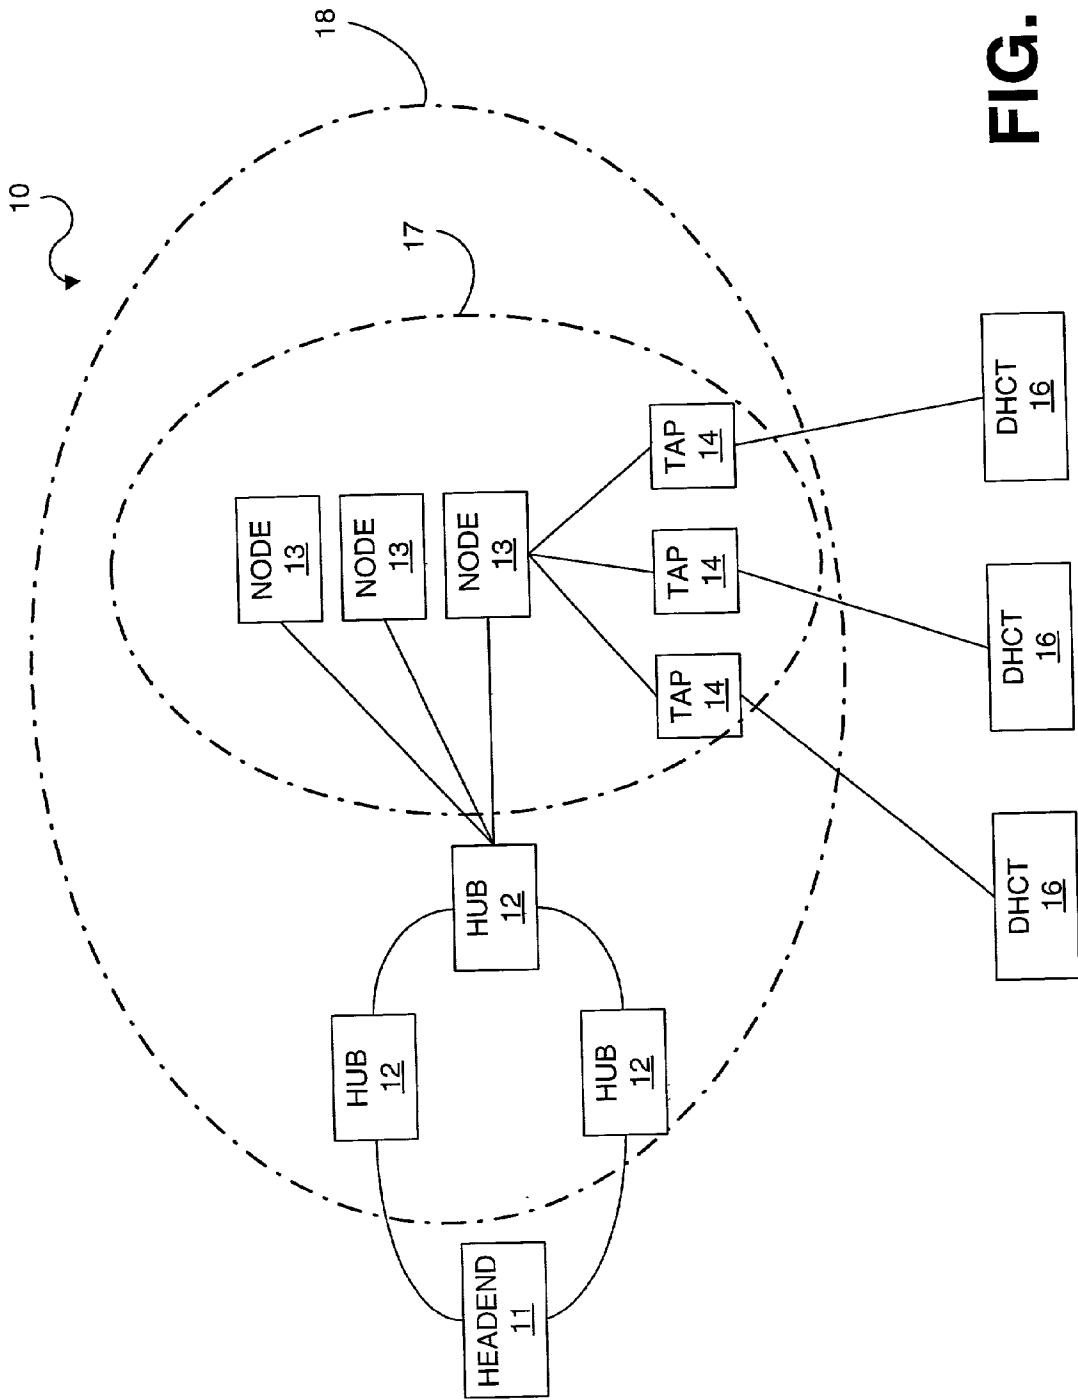 10
18
NODE
13
HUB
12
NODE
13
17
HEADEND
11
HUB
12
NODE
13
HUB
12
TAP
14
TAP
14
TAP
14
DHCT
16
DHCT
16
DHCT
16
FIG.